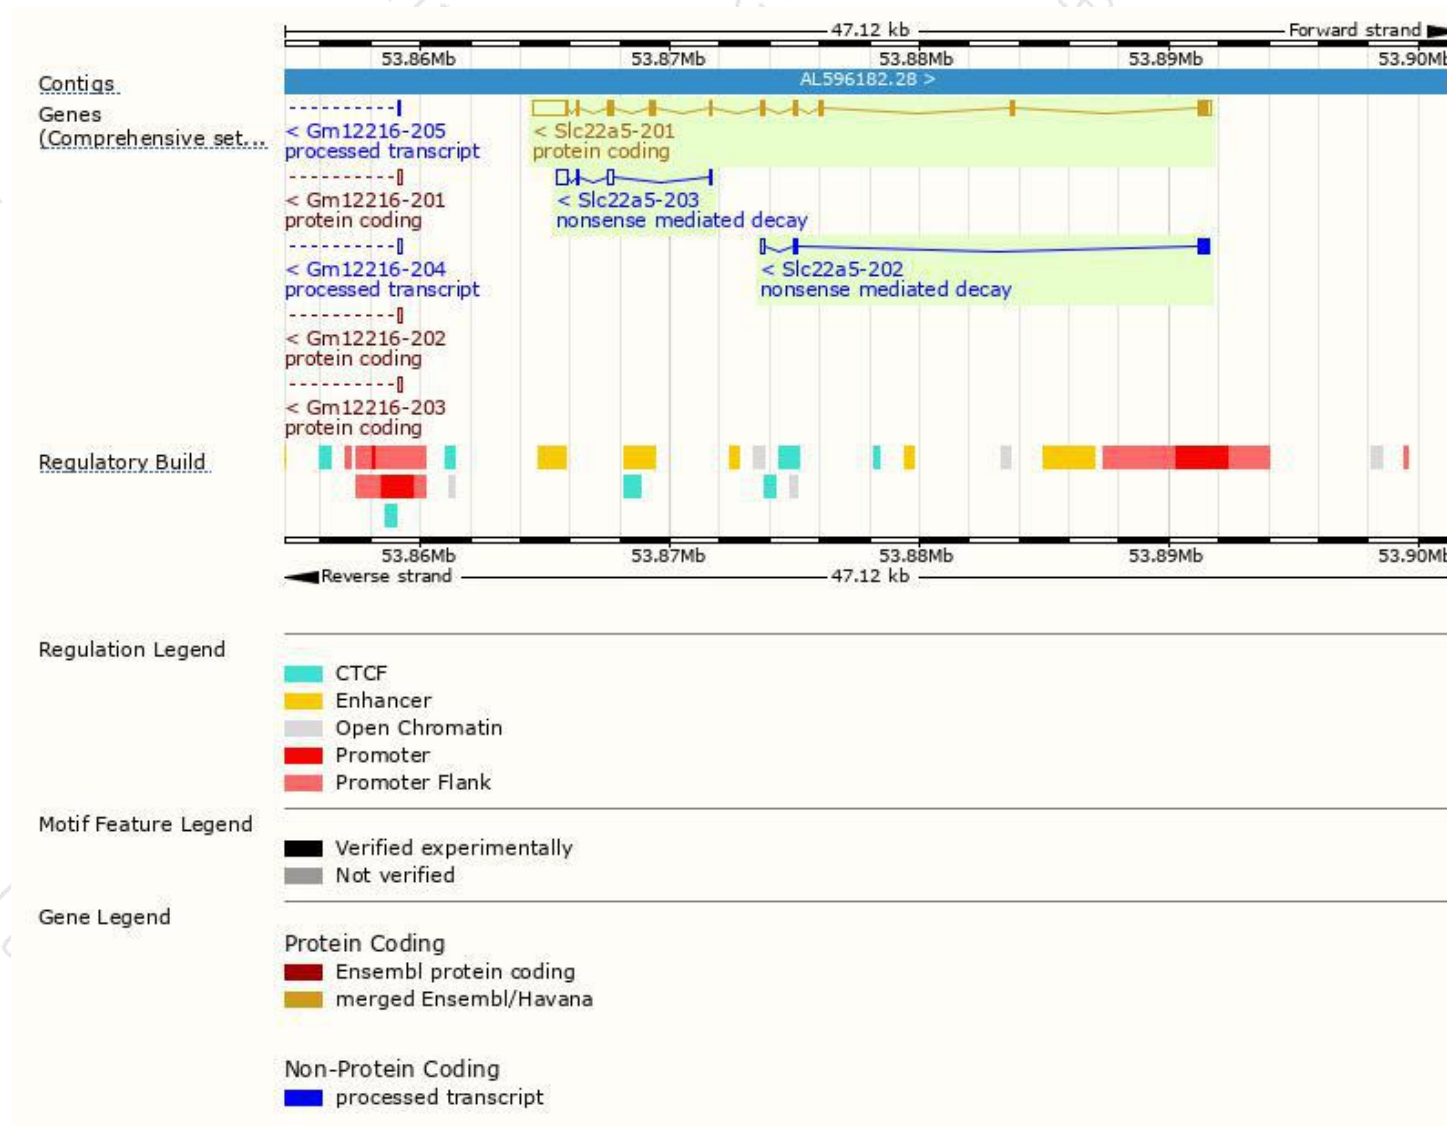 47.12 kb Forward strand
53.86Mb 53.87Mb 53.88Mb 53.89Mb 53.90Mb
Contigs AL596182.28 >
Genes
(Comprehensive set...
< Gm12216-205 < Slc22a5-201
processed transcript protein coding
< Gm12216-201 < Slc22a5-203
protein coding nonsense mediated decay
< Gm12216-204 < Slc22a5-202
processed transcript nonsense mediated decay
< Gm12216-202
protein coding
< Gm12216-203
protein coding
Regulatory Build
53.86Mb 53.87Mb 53.88Mb 53.89Mb 53.90Mb
Reverse strand 47.12 kb
Regulation Legend
CTCF
Enhancer
Open Chromatin
Promoter
Promoter Flank
Motif Feature Legend
Verified experimentally
Not verified
Gene Legend
Protein Coding
Ensembl protein coding
merged Ensembl/Havana
Non-Protein Coding
processed transcript